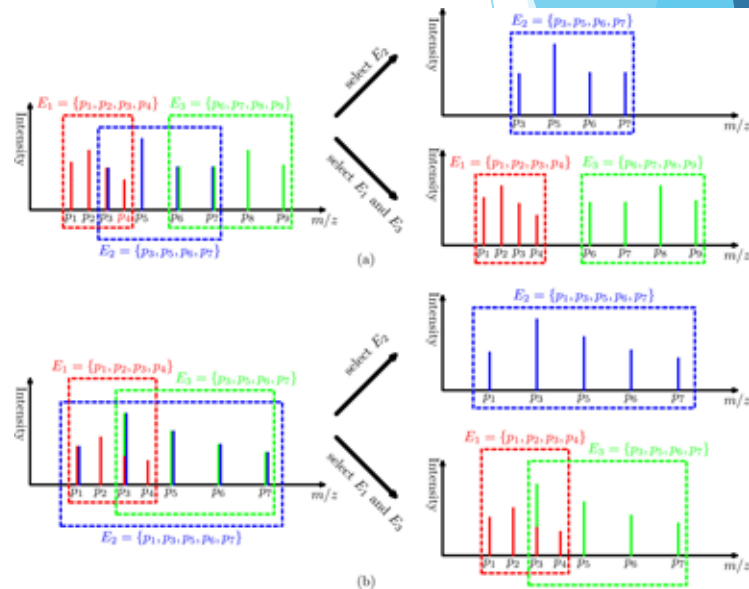 E₂ = {p₃, p₅, p₆, p₇}
Intensity
p₃ p₅ p₆ p₇
m/z
select E₂
E₁ = {p₁, p₂, p₃, p₄} E₃ = {p₆, p₇, p₈, p₉}
Intensity
p₁ p₂ p₃ p₄ p₅ p₆ p₇ p₈ p₉
m/z
E₂ = {p₃, p₅, p₆, p₇}
select E₁ and E₃
E₁ = {p₁, p₂, p₃, p₄} E₃ = {p₆, p₇, p₈, p₉}
Intensity
p₁ p₂ p₃ p₄ p₆ p₇ p₈ p₉
m/z
(a)
E₂ = {p₁, p₃, p₅, p₆, p₇}
Intensity
p₁ p₃ p₅ p₆ p₇
m/z
select E₂
E₁ = {p₁, p₂, p₃, p₄}
E₃ = {p₃, p₅, p₆, p₇}
Intensity
p₁ p₂ p₃ p₄ p₅ p₆ p₇
m/z
E₂ = {p₁, p₃, p₅, p₆, p₇}
select E₁ and E₃
E₁ = {p₁, p₂, p₃, p₄}
E₃ = {p₃, p₅, p₆, p₇}
Intensity
p₁ p₂ p₃ p₄ p₅ p₆ p₇
m/z
(b)